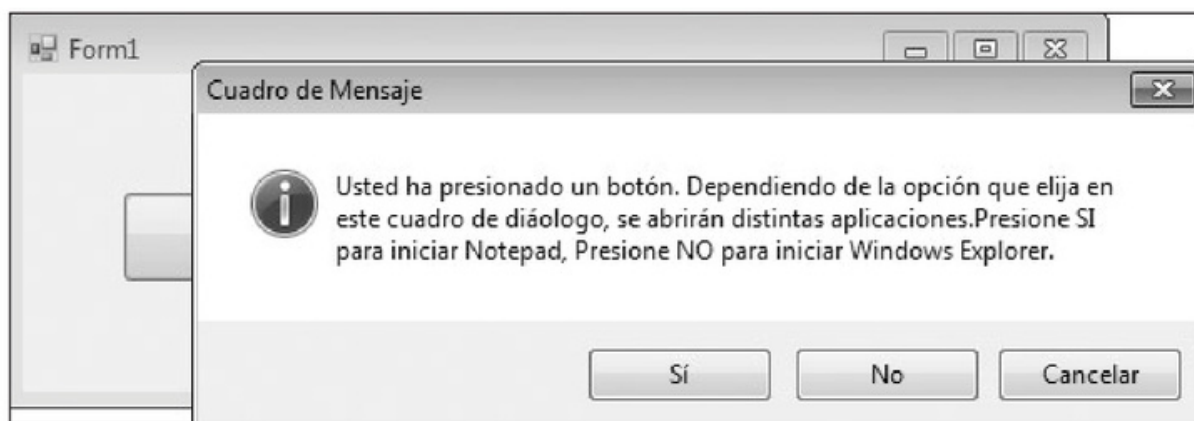 Form1
Cuadro de Mensaje
Usted ha presionado un botón. Dependiendo de la opción que elija en
este cuadro de diáologo, se abrirán distintas aplicaciones.Presione SI
para iniciar Notepad, Presione NO para iniciar Windows Explorer.
Sí
No
Cancelar